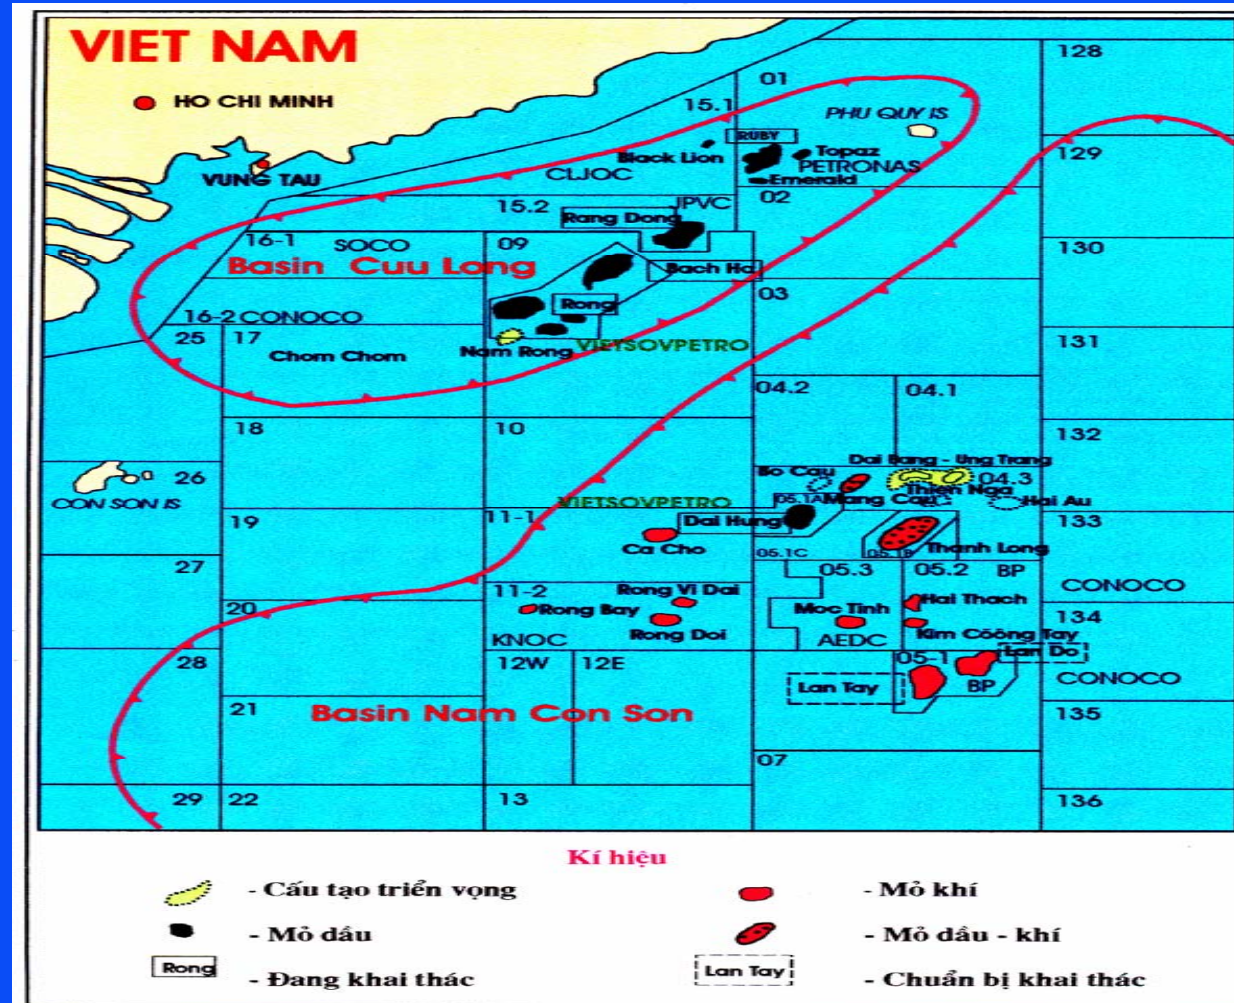 VIET NAM
HO CHI MINH
VUNG TAU
01
128
15.1
PHU QUY IS
RUBY
Black Lion
Topaz
129
CLJOC
PETRONAS
Emerald
15.2
JPVC
02
Rang Dong
16-1
SOCO
09
130
Basin Cuu Long
Bach Ho
03
Rong
16-2 CONOCO
25
17
Chom Chom
Nam Rong
VIETSOVPETRO
131
04.2
04.1
18
10
132
Dai Bang - Ung Trang
26
Bo Cau
04.3
Thien Nga
CON SON IS
VIETSOVPETRO
05.1A
Mang Cau
Hai Au
19
11-1
Dai Hung
133
Ca Cho
05.1C
05.1B
Thanh Long
27
05.3
05.2
BP
CONOCO
11-2
Rong Vi Dai
Hai Thach
20
Rong Bay
Moc Tinh
134
Rong Doi
Kim Cöông Tay
KNOC
AEDC
Lan Do
28
12W
12E
05-1
CONOCO
Lan Tay
BP
21
Basin Nam Con Son
135
07
29
22
13
136
Kí hiệu
- Cấu tạo triển vọng
- Mỏ khí
- Mỏ dầu
- Mỏ dầu - khí
Rong
- Đang khai thác
Lan Tay
- Chuẩn bị khai thác